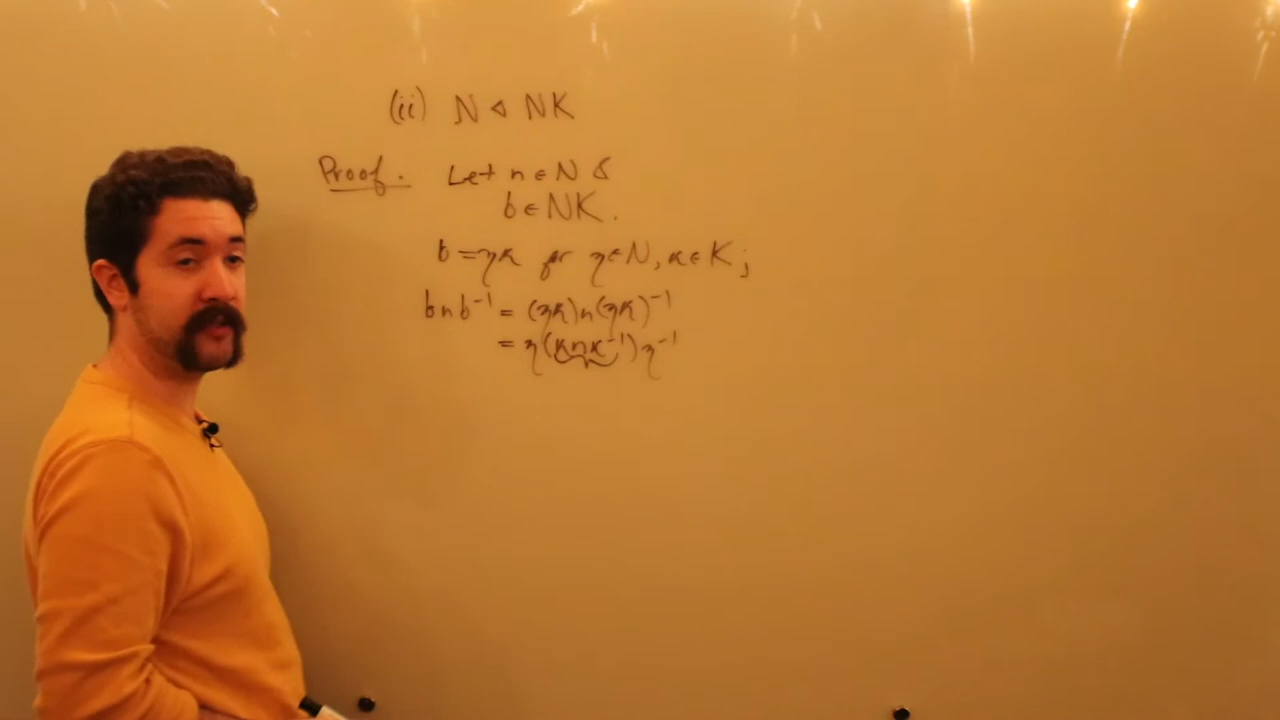 (ii) N ◁ NK
Proof. Let n ∈ N &
b ∈ NK.
b = ηκ for η ∈ N, κ ∈ K;
bnb⁻¹ = (ηκ)n(ηκ)⁻¹
= η(κnκ⁻¹)η⁻¹